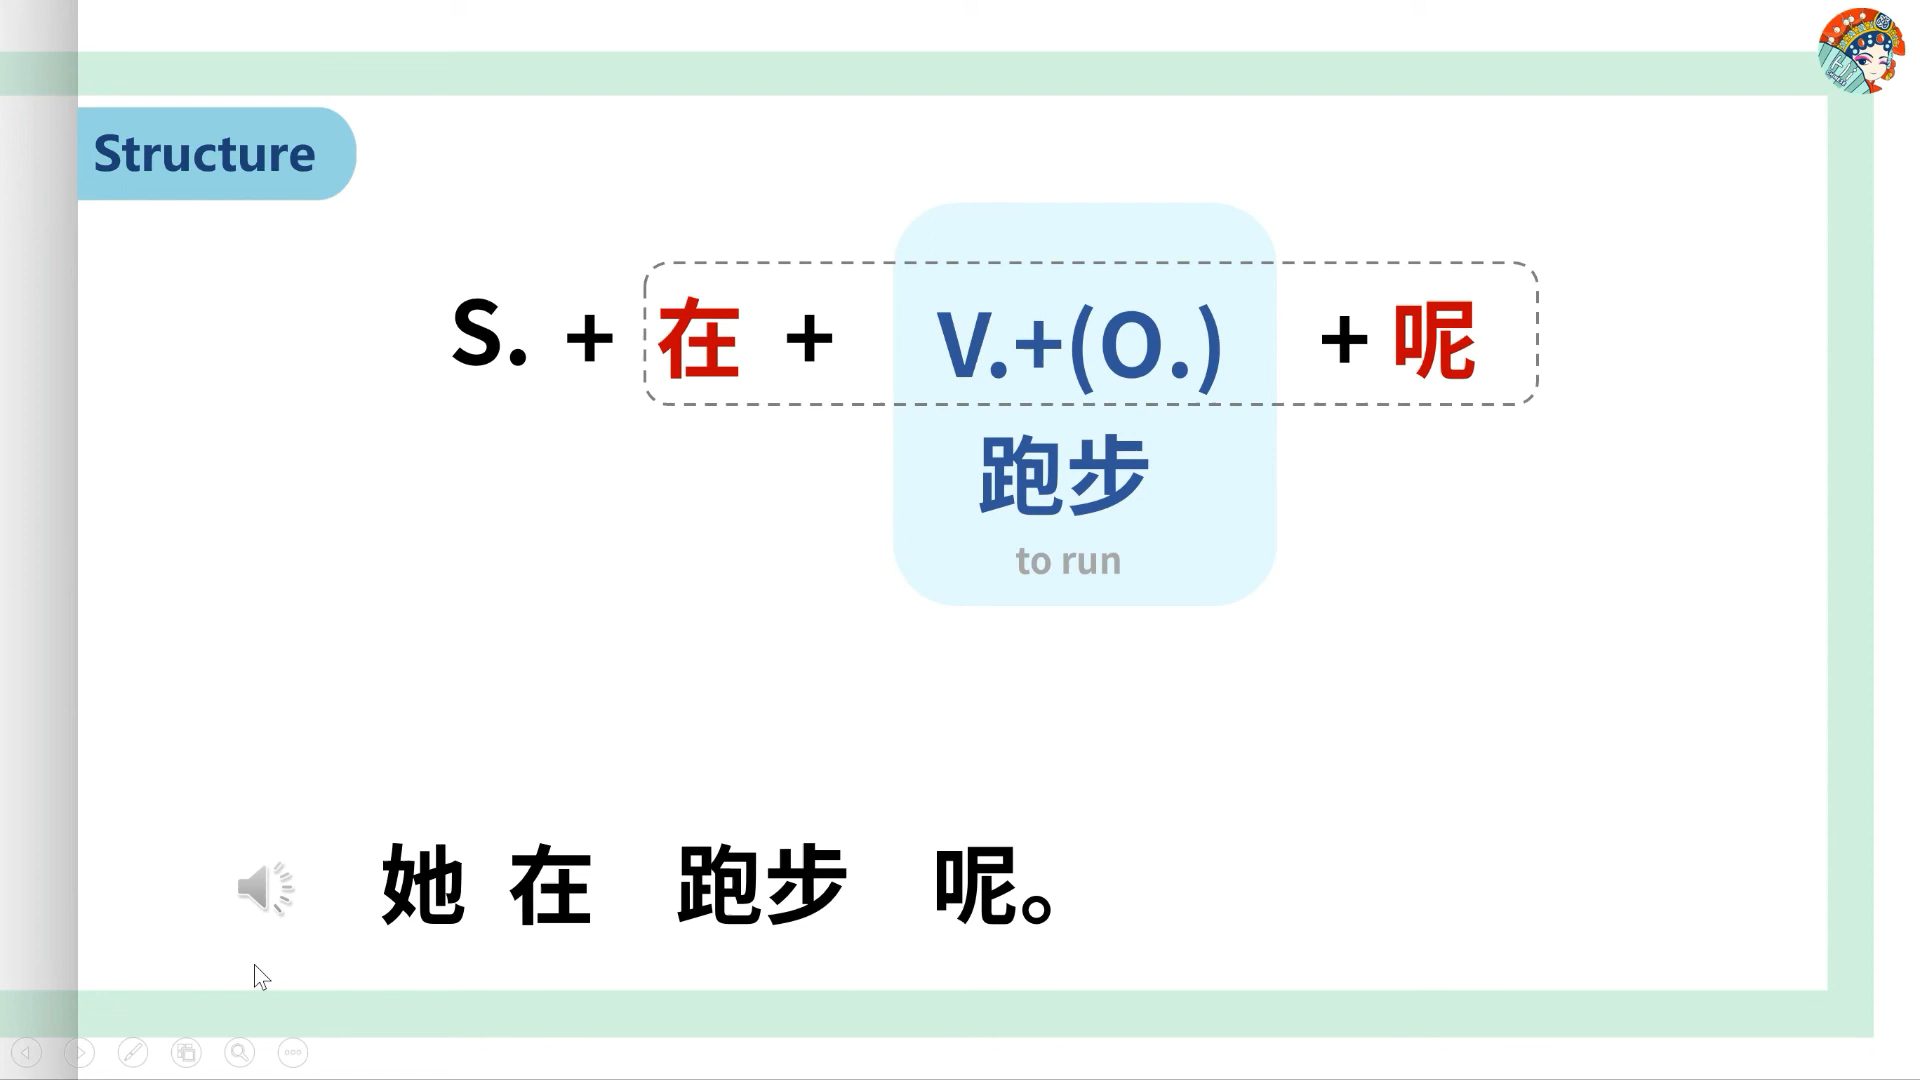 Structure
S. + 在 + V.+(O.) + 呢
跑步
to run
她 在 跑步 呢。